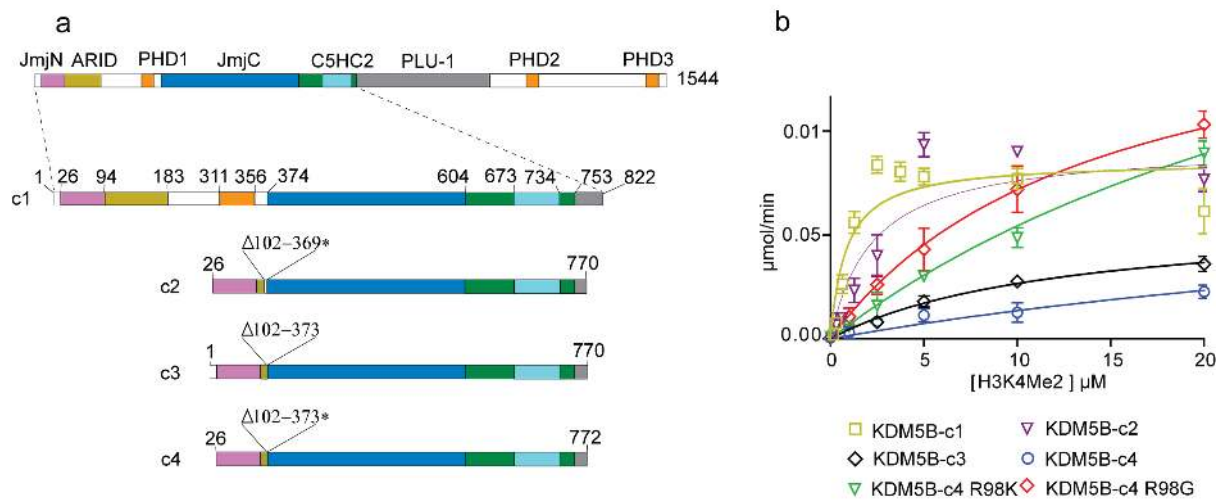 a
JmjN ARID PHD1 JmjC C5HC2 PLU-1 PHD2 PHD3
1544
1 26 94 183 311 356 374 604 673 734 753 822
c1
Δ102–369*
26 770
c2
Δ102–373
1 770
c3
Δ102–373*
26 772
c4
b
µmol/min
0.01
0.05
0.00
0 5 10 15 20
[H3K4Me2] µM
KDM5B-c1 KDM5B-c2
KDM5B-c3 KDM5B-c4
KDM5B-c4 R98K KDM5B-c4 R98G